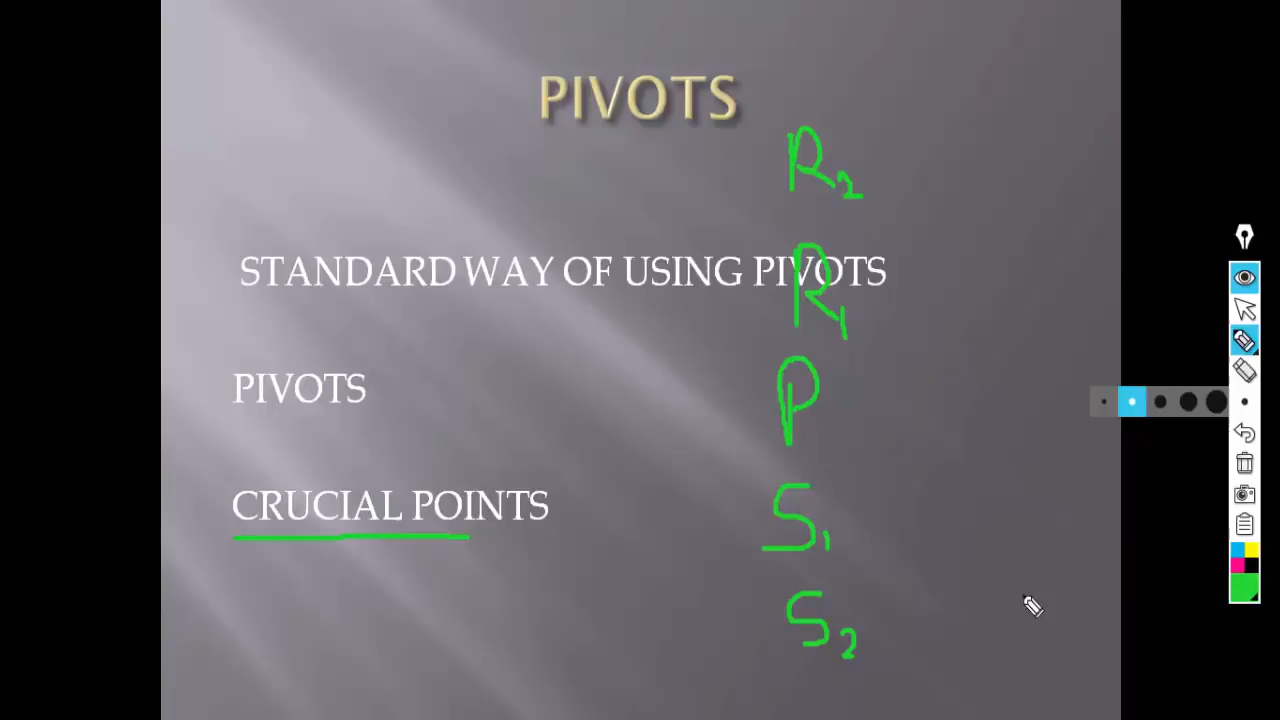 PIVOTS
R2
STANDARD WAY OF USING PIVOTS
R1
PIVOTS
P
CRUCIAL POINTS
S1
S2